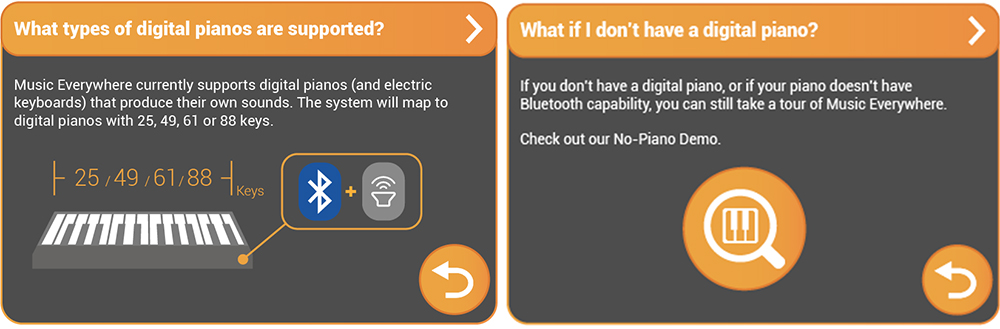 What types of digital pianos are supported?
Music Everywhere currently supports digital pianos (and electric
keyboards) that produce their own sounds. The system will map to
digital pianos with 25, 49, 61 or 88 keys.
25 / 49 / 61 / 88 Keys
What if I don't have a digital piano?
If you don't have a digital piano, or if your piano doesn't have
Bluetooth capability, you can still take a tour of Music Everywhere.
Check out our No-Piano Demo.